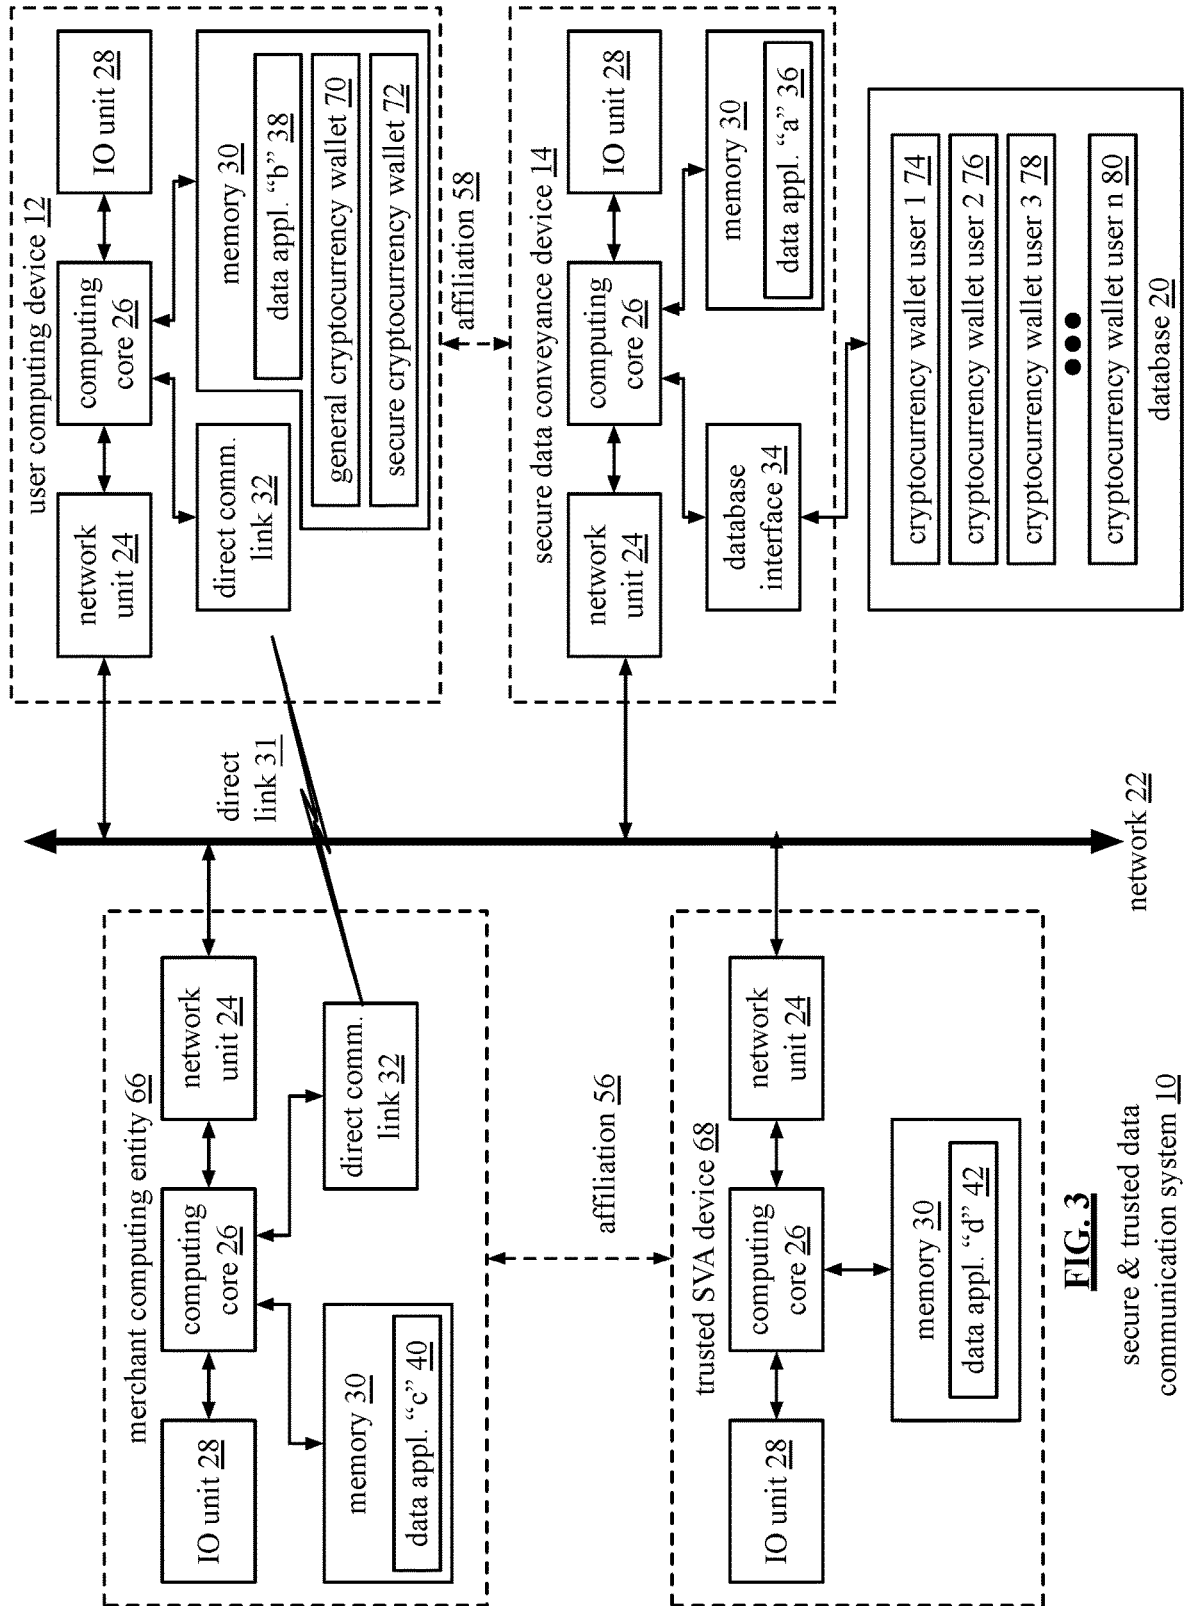 merchant computing entity 66
IO unit 28
computing
core 26
network
unit 24
memory 30
data appl. “c” 40
direct comm.
link 32
direct
link 31
user computing device 12
network
unit 24
computing
core 26
IO unit 28
direct comm.
link 32
memory 30
data appl. “b” 38
general cryptocurrency wallet 70
secure cryptocurrency wallet 72
affiliation 56
affiliation 58
trusted SVA device 68
IO unit 28
computing
core 26
network
unit 24
memory 30
data appl. “d” 42
secure data conveyance device 14
network
unit 24
computing
core 26
IO unit 28
database
interface 34
memory 30
data appl. “a” 36
cryptocurrency wallet user 1 74
cryptocurrency wallet user 2 76
cryptocurrency wallet user 3 78
cryptocurrency wallet user n 80
database 20
network 22
FIG. 3
secure & trusted data
communication system 10